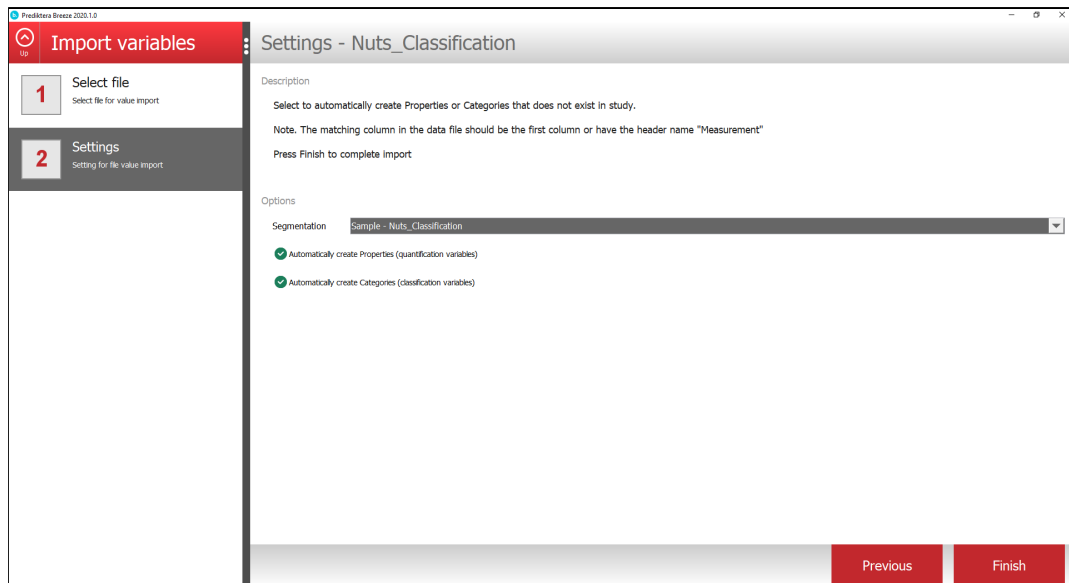 Prediktera Breeze 2020.1.0
Up
Import variables
Settings - Nuts_Classification
1
Select file
Select file for value import
2
Settings
Setting for file value import
Description
Select to automatically create Properties or Categories that does not exist in study.
Note. The matching column in the data file should be the first column or have the header name "Measurement"
Press Finish to complete import
Options
Segmentation
Sample - Nuts_Classification
Automatically create Properties (quantification variables)
Automatically create Categories (classification variables)
Previous
Finish